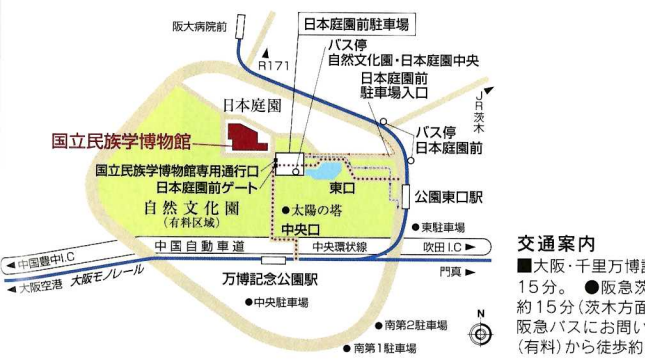 阪大病院前
日本庭園前駐車場
バス停
自然文化園・日本庭園中央
R171
日本庭園前
駐車場入口
JR茨木
日本庭園
バス停
日本庭園前
国立民族学博物館
国立民族学博物館専用通行口
日本庭園前ゲート
東口
公園東口駅
自然文化園
(有料区域)
●太陽の塔
中央口
●東駐車場
中国自動車道
中央環状線
吹田I.C
中国豊中I.C
大阪空港
大阪モノレール
万博記念公園駅
門真
●中央駐車場
N
●南第2駐車場
●南第1駐車場
交通案内
■大阪・千里万博記
15分。 ●阪急茨
約15分(茨木方面
阪急バスにお問い
(有料)から徒歩約